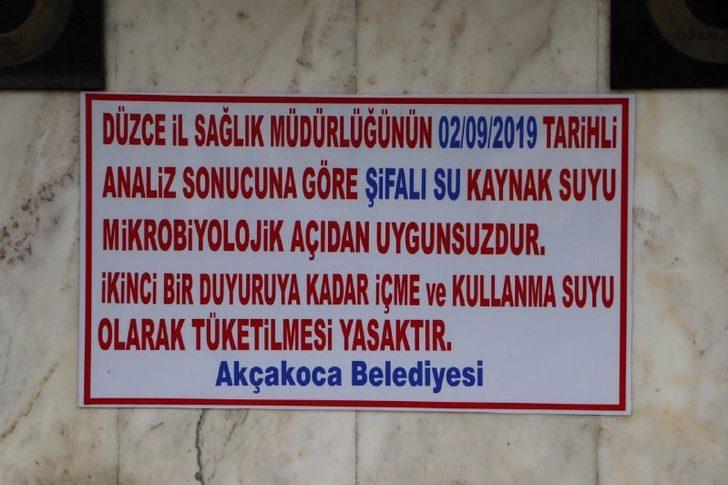 DÜZCE İL SAĞLIK MÜDÜRLÜĞÜNÜN 02/09/2019 TARİHLİ
ANALİZ SONUCUNA GÖRE ŞİFALI SU KAYNAK SUYU
MİKROBİYOLOJİK AÇIDAN UYGUNSUZDUR.
İKİNCİ BİR DUYURUYA KADAR İÇME ve KULLANMA SUYU
OLARAK TÜKETİLMESİ YASAKTIR.
Akçakoca Belediyesi